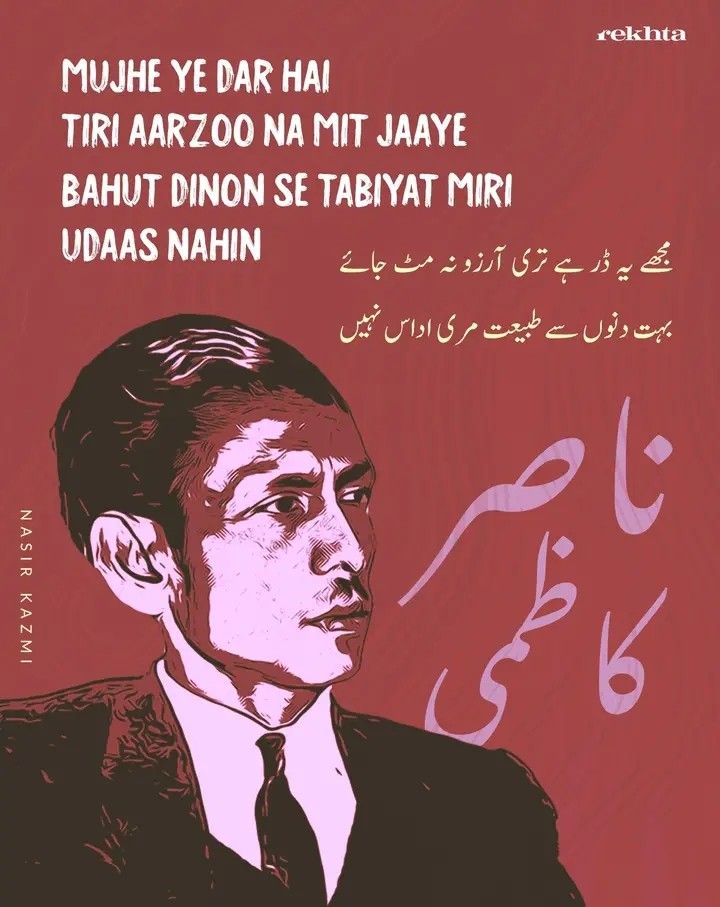 rekhta
MUJHE YE DAR HAI
TIRI AARZOO NA MIT JAAYE
BAHUT DINON SE TABIYAT MIRI
UDAAS NAHIN
مجھے یہ ڈر ہے تری آرزو نہ مٹ جائے
بہت دنوں سے طبیعت مری اداس نہیں
ناصر
کاظمی
NASIR KAZMI